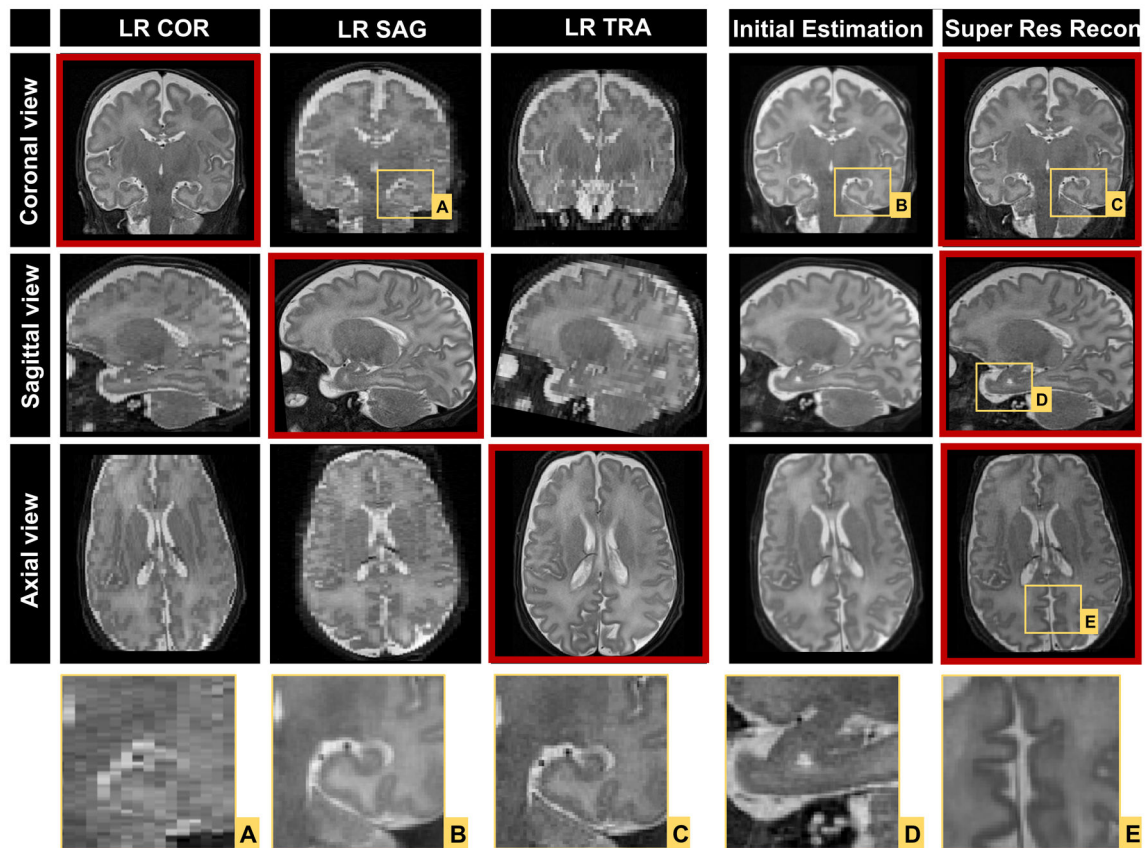 LR COR
LR SAG
LR TRA
Initial Estimation
Super Res Recon
Coronal view
A
B
C
Sagittal view
D
Axial view
E
A
B
C
D
E